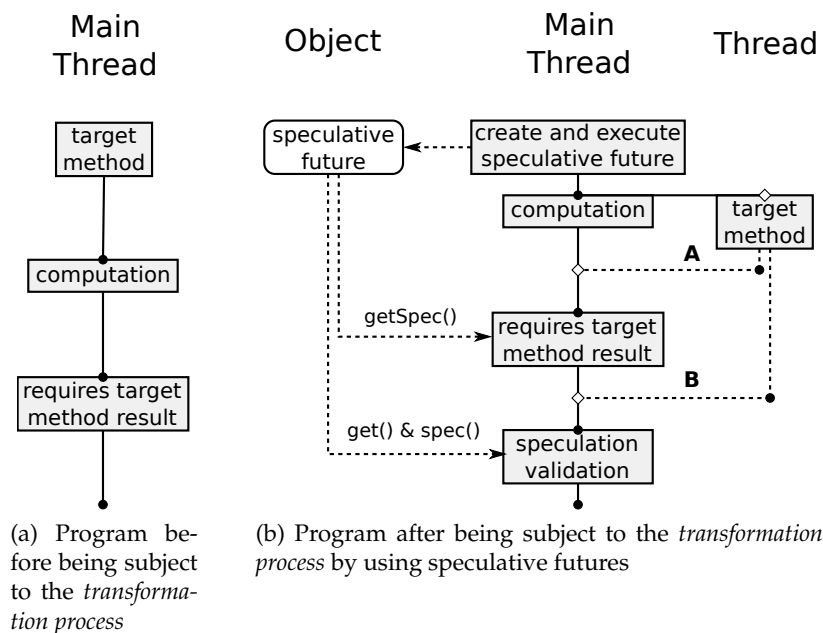 Main
Thread
target
method
computation
requires target
method result
(a) Program be-
fore being subject
to the transforma-
tion process
Object
Main
Thread
Thread
speculative
future
create and execute
speculative future
computation
target
method
A
getSpec()
requires target
method result
B
get() & spec()
speculation
validation
(b) Program after being subject to the transformation
process by using speculative futures